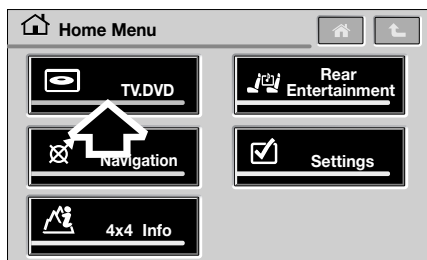 Home Menu
TV.DVD
Rear
Entertainment
Navigation
Settings
4x4 Info